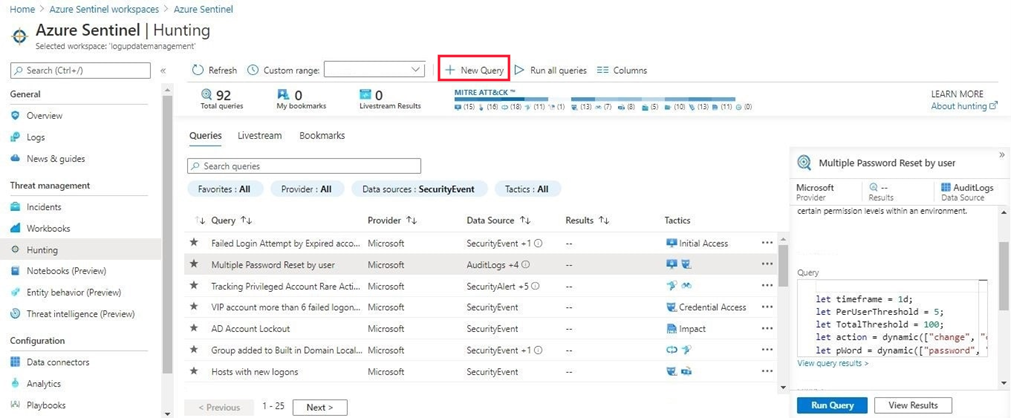 Home > Azure Sentinel workspaces > Azure Sentinel
Azure Sentinel | Hunting
Selected workspace: 'logupdatemanagement'
Search (Ctrl+/)
«
General
Overview
Logs
News & guides
Threat management
Incidents
Workbooks
Hunting
Notebooks (Preview)
Entity behavior (Preview)
Threat intelligence (Preview)
Configuration
Data connectors
Analytics
Playbooks
Refresh Custom range: New Query Run all queries Columns
92 Total queries
0 My bookmarks
0 Livestream Results
MITRE ATT&CK ™
(15) (16) (18) (11) (1) (13) (7) (8) (5) (10) (13) (11) (0)
LEARN MORE
About hunting
Queries Livestream Bookmarks
Search queries
Favorites : All Provider : All Data sources : SecurityEvent Tactics : All
Query Provider Data Source Results Tactics
Failed Login Attempt by Expired acco... Microsoft SecurityEvent +1 -- Initial Access ...
Multiple Password Reset by user Microsoft AuditLogs +4 -- ...
Tracking Privileged Account Rare Acti... Microsoft SecurityAlert +5 -- ...
VIP account more than 6 failed logon... Microsoft SecurityEvent -- Credential Access ...
AD Account Lockout Microsoft SecurityEvent -- Impact ...
Group added to Built in Domain Local... Microsoft SecurityEvent +1 -- ...
Hosts with new logons Microsoft SecurityEvent -- ...
< Previous 1 - 25 Next >
»
Multiple Password Reset by user
Microsoft Provider
-- Results
AuditLogs Data Source
certain permission levels within an environment.
Query
let timeframe = 1d;
let PerUserThreshold = 5;
let TotalThreshold = 100;
let action = dynamic(["change", "
let pWord = dynamic(["password",
View query results >
Run Query View Results